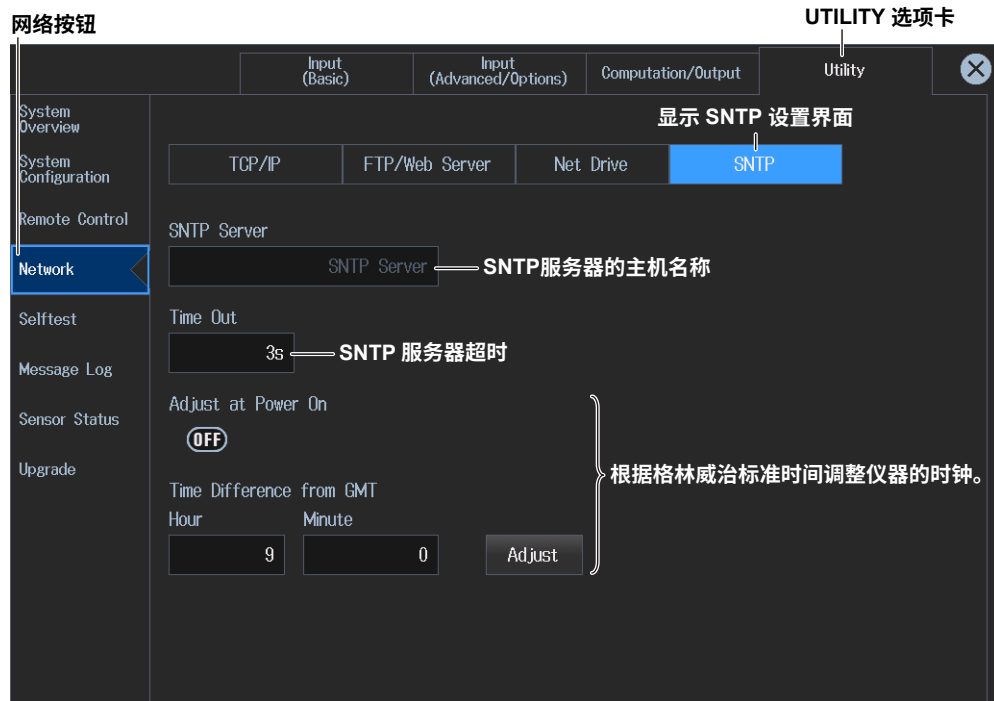 网络按钮
UTILITY 选项卡
Input
(Basic)
Input
(Advanced/Options)
Computation/Output
Utility
System
Overview
System
Configuration
Remote Control
Network
Selftest
Message Log
Sensor Status
Upgrade
显示 SNTP 设置界面
TCP/IP
FTP/Web Server
Net Drive
SNTP
SNTP Server
SNTP Server
SNTP服务器的主机名称
Time Out
3s
SNTP 服务器超时
Adjust at Power On
OFF
根据格林威治标准时间调整仪器的时钟。
Time Difference from GMT
Hour
Minute
9
0
Adjust